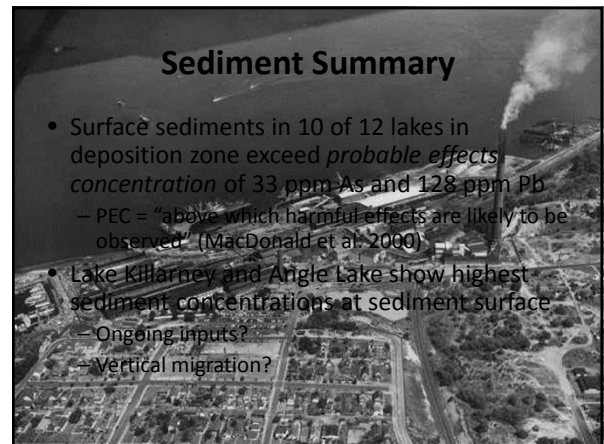 Sediment Summary
• Surface sediments in 10 of 12 lakes in
deposition zone exceed probable effects
concentration of 33 ppm As and 128 ppm Pb
– PEC = "above which harmful effects are likely to be
observed" (MacDonald et al. 2000)
• Lake Killarney and Angle Lake show highest
sediment concentrations at sediment surface
– Ongoing inputs?
– Vertical migration?